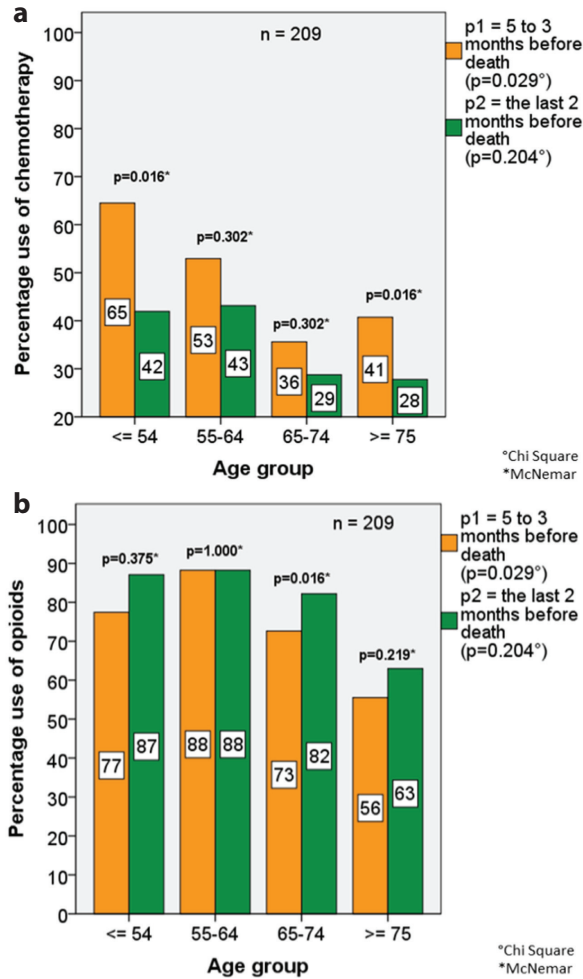 a
n = 209
p1 = 5 to 3
months before
death
(p=0.029°)
p2 = the last 2
months before
death
(p=0.204°)
Percentage use of chemotherapy
100
90
80
70
60
50
40
30
20
p=0.016*
p=0.302*
p=0.302*
p=0.016*
65
42
53
43
36
29
41
28
<= 54
55-64
65-74
>= 75
Age group
°Chi Square
*McNemar
b
n = 209
p1 = 5 to 3
months before
death
(p=0.029°)
p2 = the last 2
months before
death
(p=0.204°)
Percentage use of opioids
100
90
80
70
60
50
40
30
20
10
0
p=0.375*
p=1.000*
p=0.016*
p=0.219*
77
87
88
88
73
82
56
63
<= 54
55-64
65-74
>= 75
Age group
°Chi Square
*McNemar